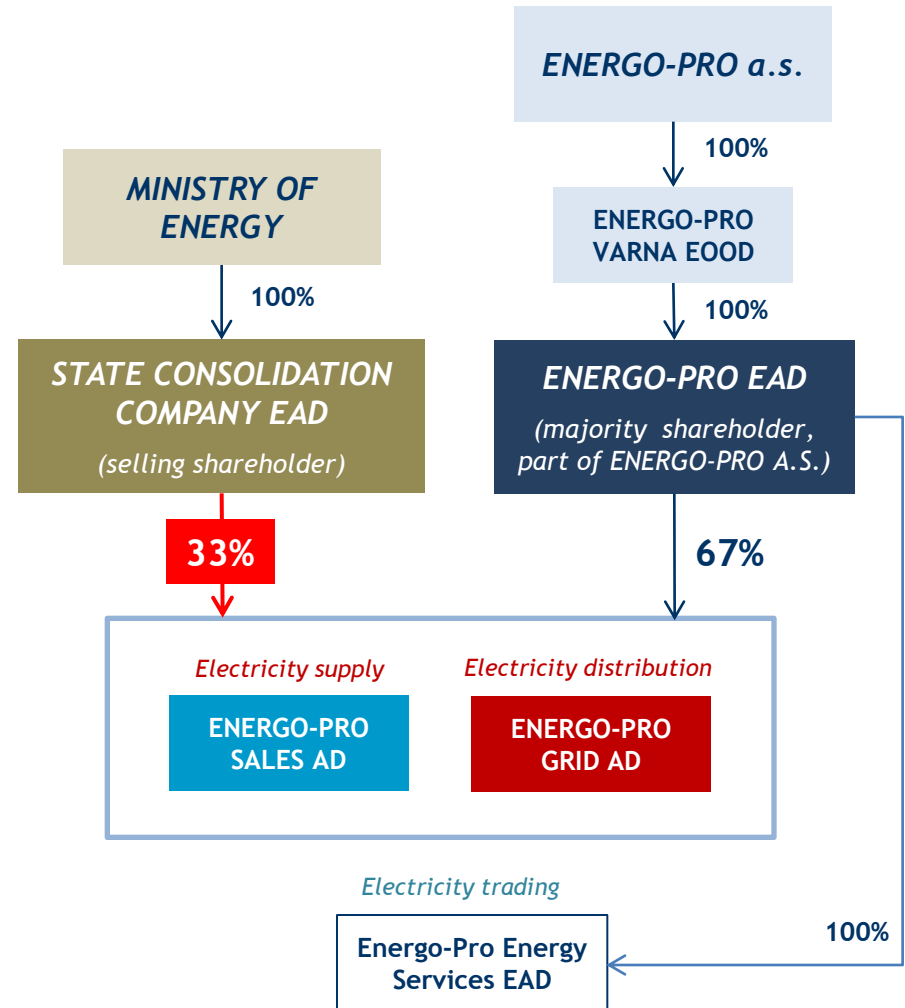 ENERGO-PRO a.s.
100%
MINISTRY OF
ENERGY
ENERGO-PRO
VARNA EOOD
100%
100%
STATE CONSOLIDATION
COMPANY EAD
(selling shareholder)
ENERGO-PRO EAD
(majority shareholder,
part of ENERGO-PRO A.S.)
33%
67%
Electricity supply
Electricity distribution
ENERGO-PRO
SALES AD
ENERGO-PRO
GRID AD
Electricity trading
100%
Energo-Pro Energy
Services EAD